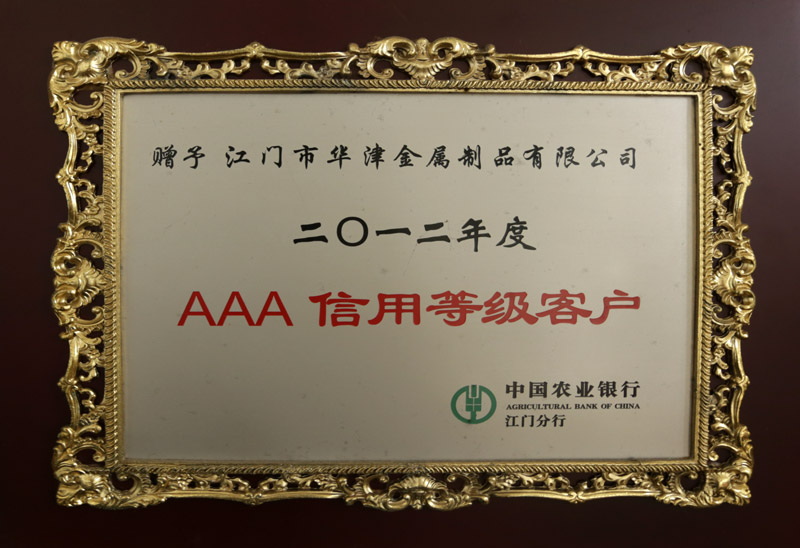 赠予 江门市华津金属制品有限公司
二〇一二年度
AAA 信用等级客户
中国农业银行
AGRICULTURAL BANK OF CHINA
江门分行